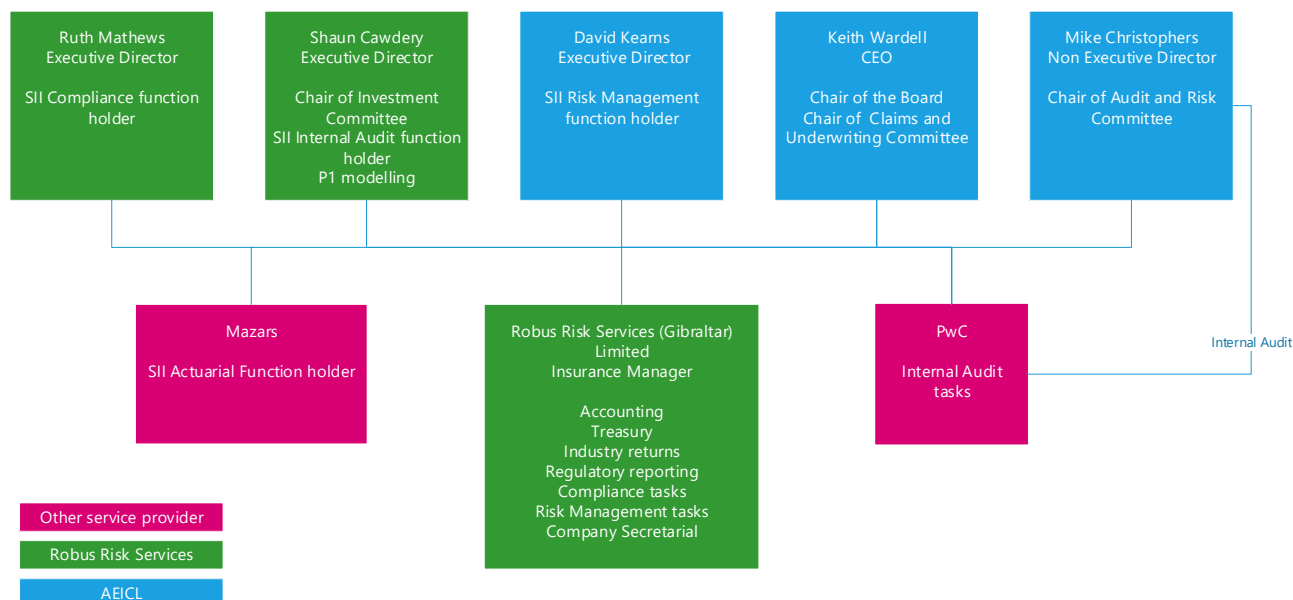 Ruth Mathews
Executive Director
SII Compliance function
holder
Shaun Cawdery
Executive Director
Chair of Investment
Committee
SII Internal Audit function
holder
P1 modelling
David Kearns
Executive Director
SII Risk Management
function holder
Keith Wardell
CEO
Chair of the Board
Chair of Claims and
Underwriting Committee
Mike Christophers
Non Executive Director
Chair of Audit and Risk
Committee
Mazars
SII Actuarial Function holder
Robus Risk Services (Gibraltar)
Limited
Insurance Manager
Accounting
Treasury
Industry returns
Regulatory reporting
Compliance tasks
Risk Management tasks
Company Secretarial
PwC
Internal Audit
tasks
Internal Audit
Other service provider
Robus Risk Services
AEICL